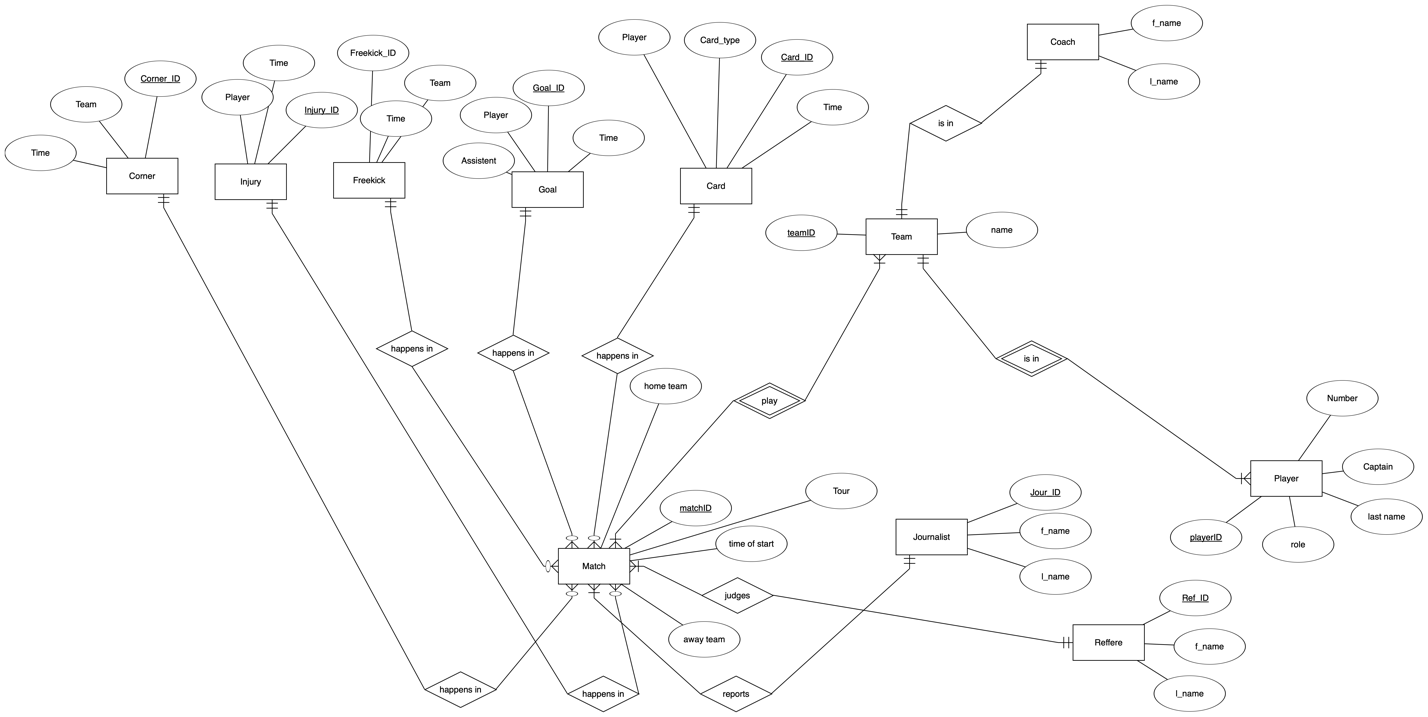 f_name
Coach
l_name
is in
Player
Card_type
Card_ID
Time
Card
Freekick_ID
Team
Time
Freekick
Time
Player
Injury_ID
Injury
Corner_ID
Team
Time
Corner
Goal_ID
Player
Time
Assistent
Goal
teamID
Team
name
happens in
happens in
happens in
home team
play
is in
Number
Captain
Player
last name
playerID
role
Tour
matchID
time of start
Match
away team
judges
Jour_ID
Journalist
f_name
l_name
Ref_ID
Reffere
f_name
l_name
happens in
happens in
reports